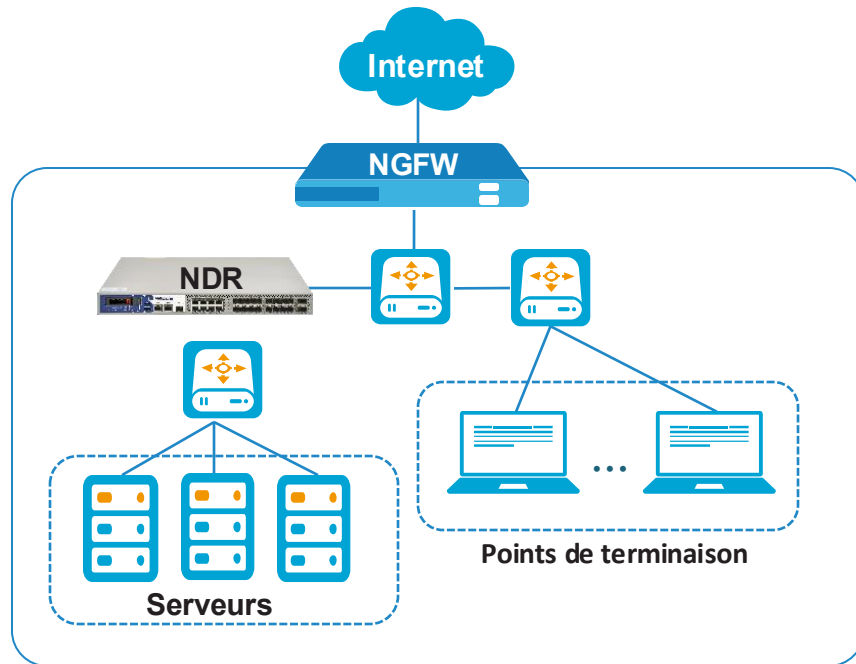 Internet
NGFW
NDR
...
Points de terminaison
Serveurs